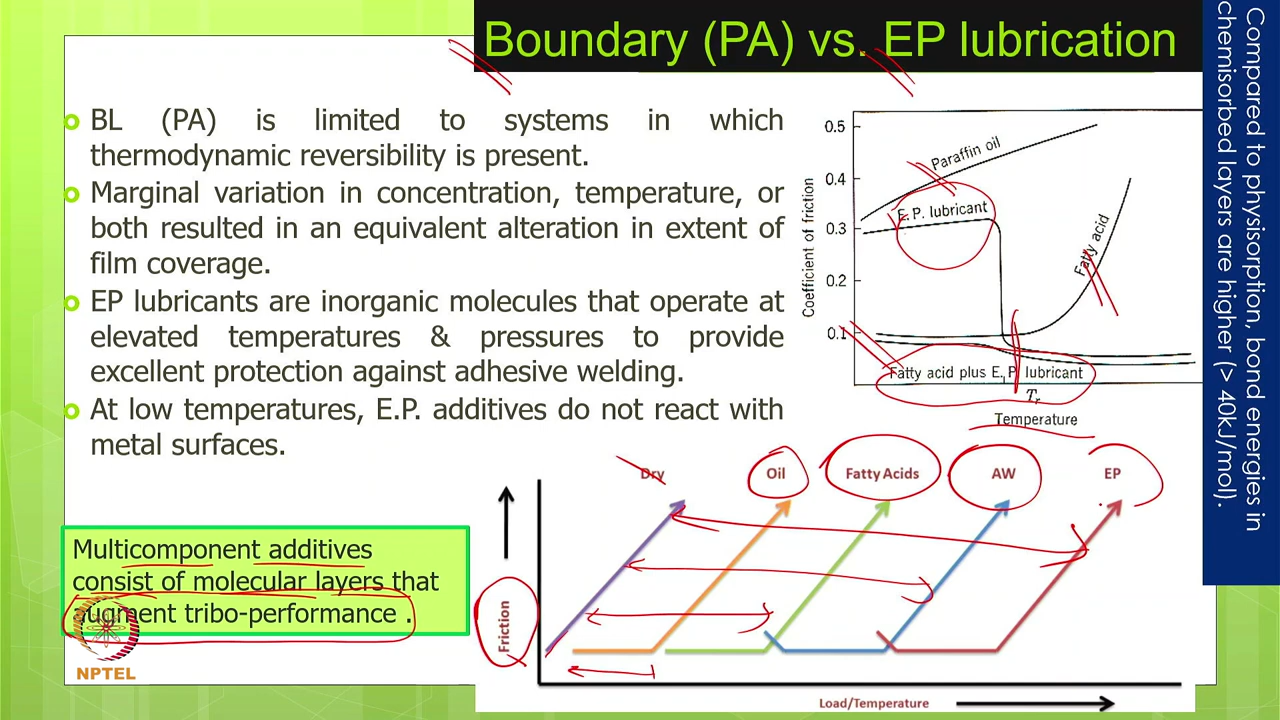 Boundary (PA) vs. EP lubrication
BL (PA) is limited to systems in which
thermodynamic reversibility is present.
Marginal variation in concentration, temperature, or
both resulted in an equivalent alteration in extent of
film coverage.
EP lubricants are inorganic molecules that operate at
elevated temperatures & pressures to provide
excellent protection against adhesive welding.
At low temperatures, E.P. additives do not react with
metal surfaces.
Multicomponent additives
consist of molecular layers that
augment tribo-performance .
NPTEL
Coefficient of friction
0.5
0.4
0.3
0.2
0.1
Paraffin oil
E.P. lubricant
Fatty acid
Fatty acid plus E.P. lubricant
Tr
Temperature
Dry
Oil
Fatty Acids
AW
EP
Friction
Load/Temperature
Compared to physisorption, bond energies in
chemisorbed layers are higher (> 40kJ/mol).